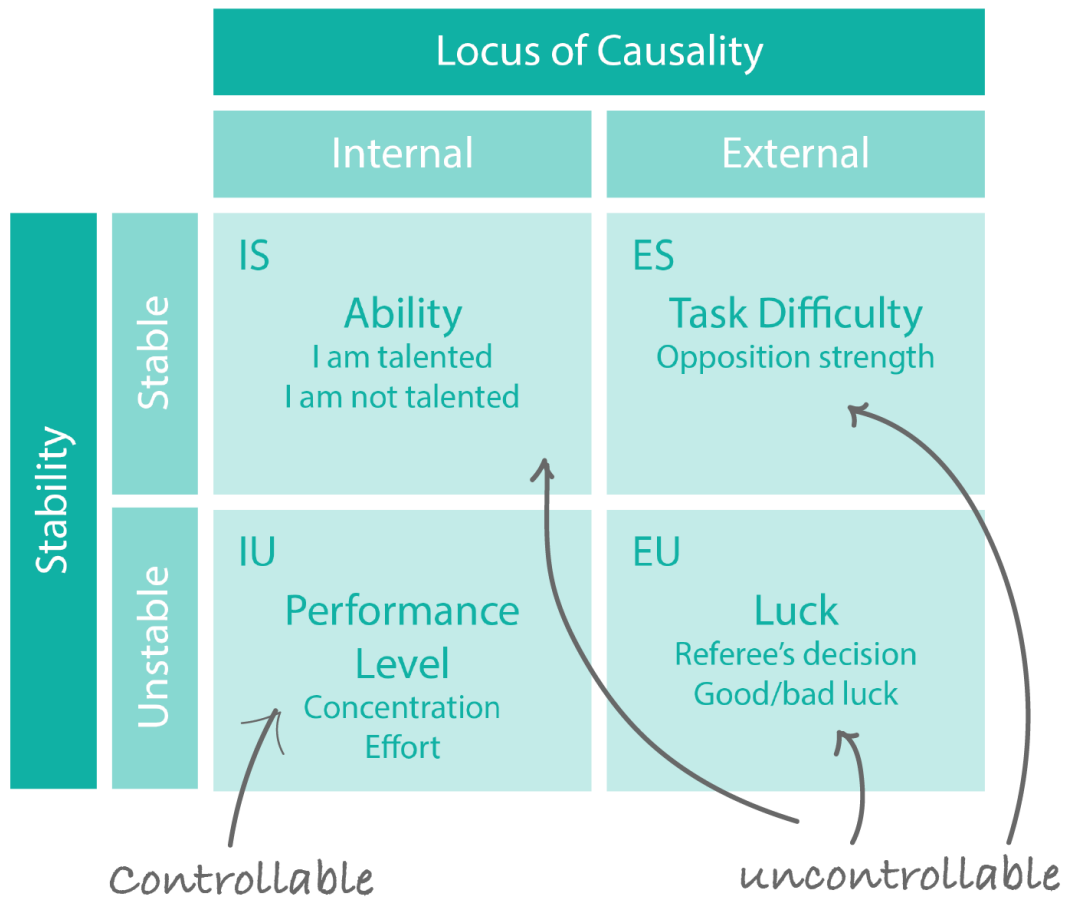 Locus of Causality
Internal
External
Stability
Stable
IS
Ability
I am talented
I am not talented
ES
Task Difficulty
Opposition strength
Unstable
IU
Performance
Level
Concentration
Effort
EU
Luck
Referee’s decision
Good/bad luck
Controllable
uncontrollable